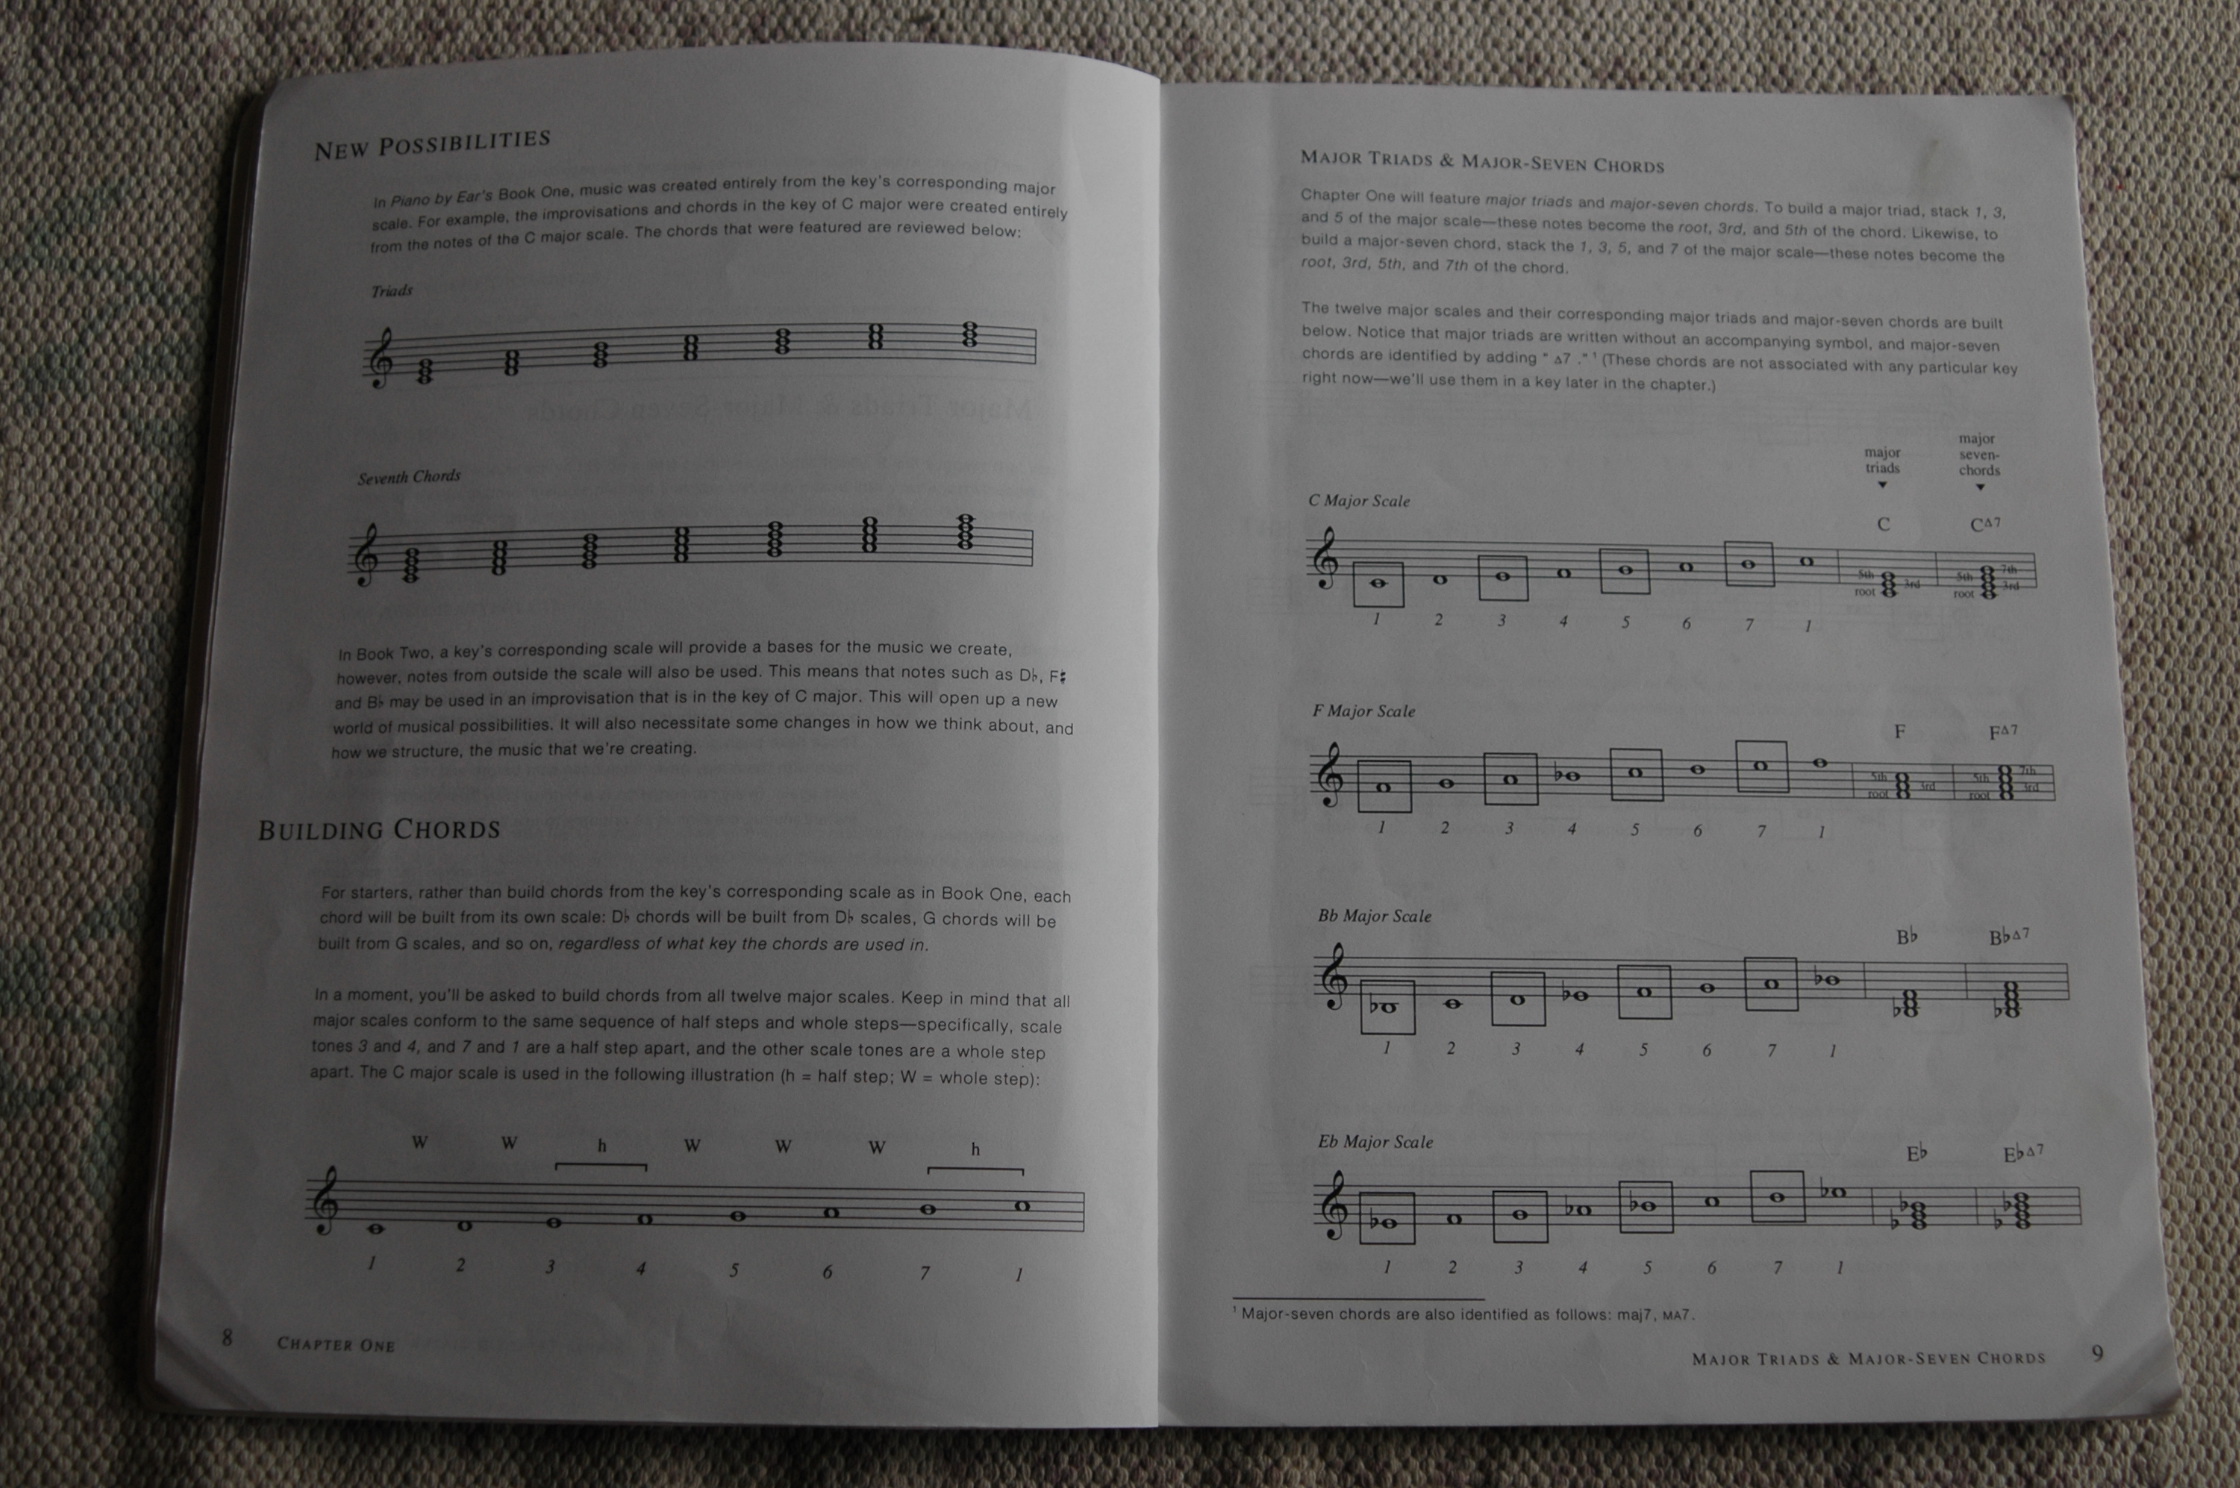 NEW POSSIBILITIES
In Piano by Ear's Book One, music was created entirely from the key's corresponding major
scale. For example, the improvisations and chords in the key of C major were created entirely
from the notes of the C major scale. The chords that were featured are reviewed below:
Triads
Seventh Chords
In Book Two, a key's corresponding scale will provide a bases for the music we create,
however, notes from outside the scale will also be used. This means that notes such as D♭, F♯
and B♭ may be used in an improvisation that is in the key of C major. This will open up a new
world of musical possibilities. It will also necessitate some changes in how we think about, and
how we structure, the music that we're creating.
BUILDING CHORDS
For starters, rather than build chords from the key's corresponding scale as in Book One, each
chord will be built from its own scale: D♭ chords will be built from D♭ scales, G chords will be
built from G scales, and so on, regardless of what key the chords are used in.
In a moment, you'll be asked to build chords from all twelve major scales. Keep in mind that all
major scales conform to the same sequence of half steps and whole steps—specifically, scale
tones 3 and 4, and 7 and 1 are a half step apart, and the other scale tones are a whole step
apart. The C major scale is used in the following illustration (h = half step; W = whole step):
W W h W W W h
1 2 3 4 5 6 7 1
8 CHAPTER ONE
MAJOR TRIADS & MAJOR-SEVEN CHORDS
Chapter One will feature major triads and major-seven chords. To build a major triad, stack 1, 3,
and 5 of the major scale—these notes become the root, 3rd, and 5th of the chord. Likewise, to
build a major-seven chord, stack the 1, 3, 5, and 7 of the major scale—these notes become the
root, 3rd, 5th, and 7th of the chord.
The twelve major scales and their corresponding major triads and major-seven chords are built
below. Notice that major triads are written without an accompanying symbol, and major-seven
chords are identified by adding " Δ7 ." 1 (These chords are not associated with any particular key
right now—we'll use them in a key later in the chapter.)
major
triads
major
seven-
chords
C Major Scale
C CΔ7
5th 3rd root 5th 7th 3rd root
1 2 3 4 5 6 7 1
F Major Scale
F FΔ7
5th 3rd root 5th 7th 3rd root
1 2 3 4 5 6 7 1
Bb Major Scale
B♭ B♭Δ7
1 2 3 4 5 6 7 1
Eb Major Scale
E♭ E♭Δ7
1 2 3 4 5 6 7 1
1 Major-seven chords are also identified as follows: maj7, MA7.
MAJOR TRIADS & MAJOR-SEVEN CHORDS 9